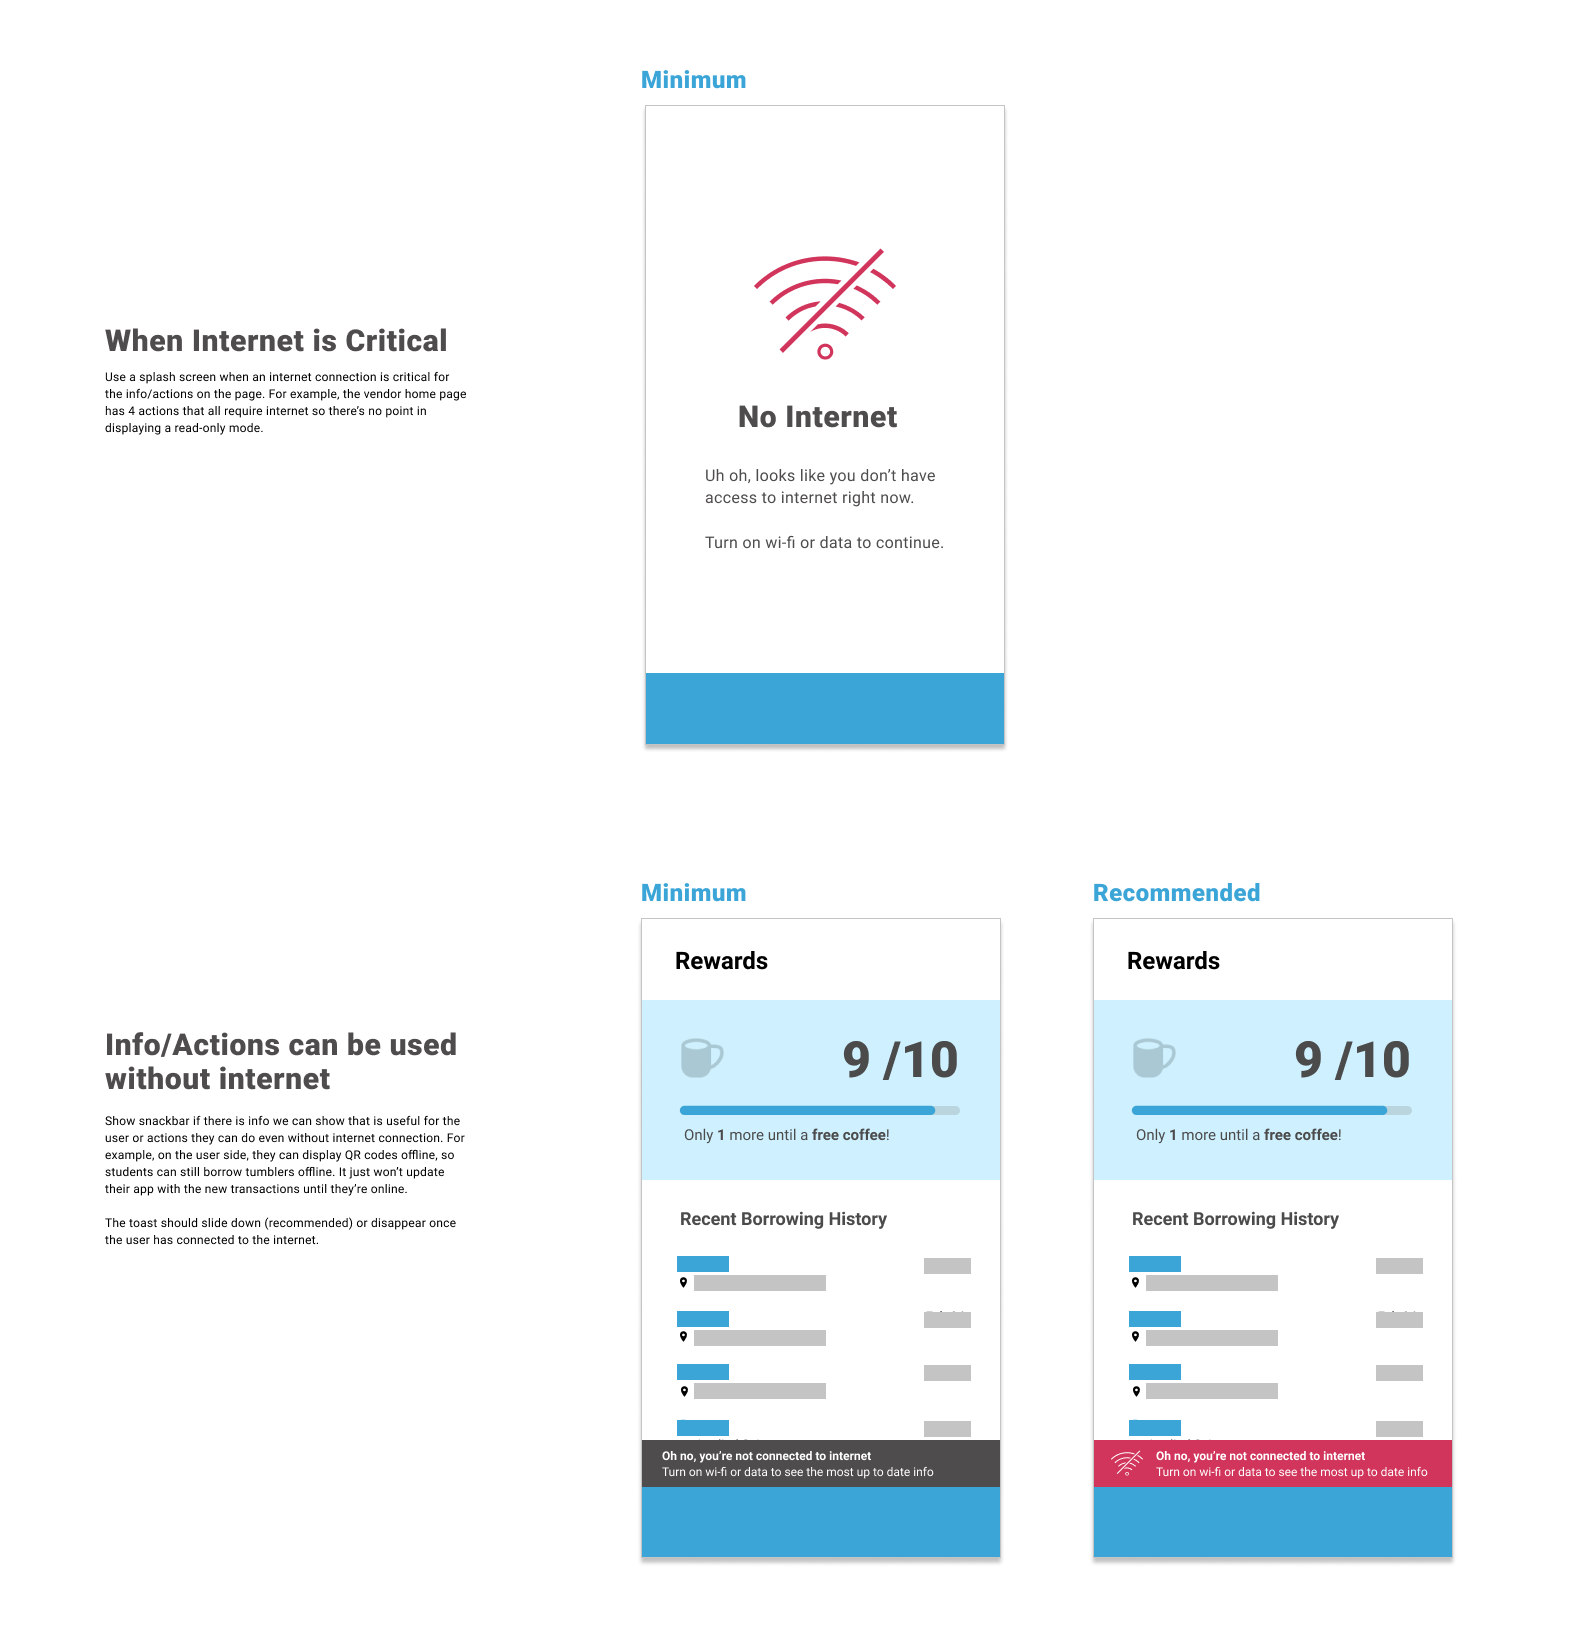 Minimum
When Internet is Critical
Use a splash screen when an internet connection is critical for
the info/actions on the page. For example, the vendor home page
has 4 actions that all require internet so there's no point in
displaying a read-only mode.
No Internet
Uh oh, looks like you don't have
access to internet right now.
Turn on wi-fi or data to continue.
Info/Actions can be used
without internet
Show snackbar if there is info we can show that is useful for the
user or actions they can do even without internet connection. For
example, on the user side, they can display QR codes offline, so
students can still borrow tumblers offline. It just won't update
their app with the new transactions until they're online.
The toast should slide down (recommended) or disappear once
the user has connected to the internet.
Minimum
Rewards
9 /10
Only 1 more until a free coffee!
Recent Borrowing History
Oh no, you're not connected to internet
Turn on wi-fi or data to see the most up to date info
Recommended
Rewards
9 /10
Only 1 more until a free coffee!
Recent Borrowing History
Oh no, you're not connected to internet
Turn on wi-fi or data to see the most up to date info